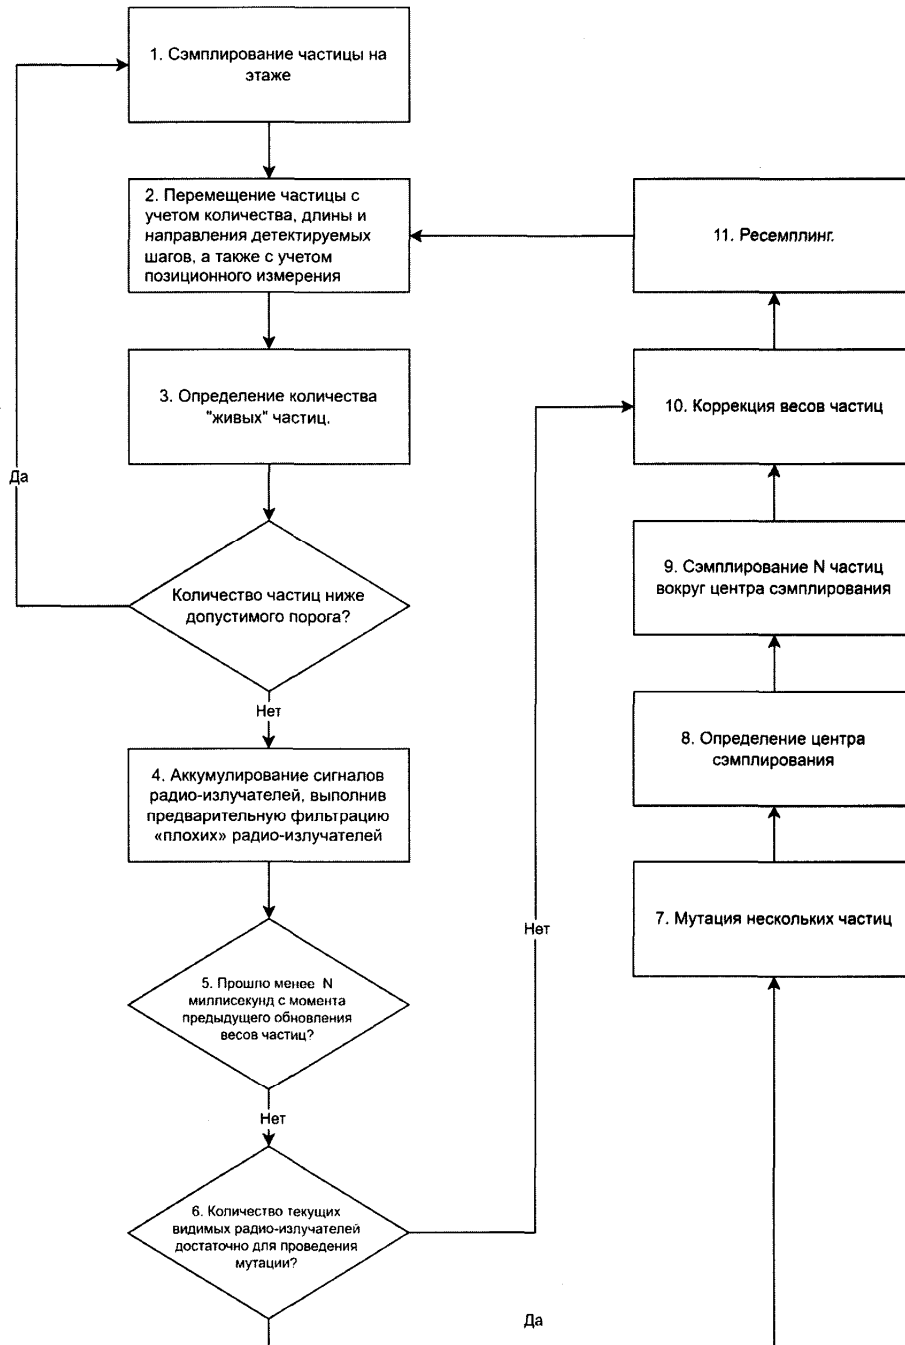 1. Сэмплирование частицы на
этаже
2. Перемещение частицы с
учетом количества, длины и
направления детектируемых
шагов, а также с учетом
позиционного измерения
11. Ресемплинг.
3. Определение количества
"живых" частиц.
10. Коррекция весов частиц
Да
Количество частиц ниже
допустимого порога?
9. Сэмплирование N частиц
вокруг центра сэмплирования
Нет
8. Определение центра
сэмплирования
4. Аккумулирование сигналов
радио-излучателей, выполнив
предварительную фильтрацию
«плохих» радио-излучателей
7. Мутация нескольких частиц
Нет
5. Прошло менее N
миллисекунд с момента
предыдущего обновления
весов частиц?
Нет
6. Количество текущих
видимых радио-излучателей
достаточно для проведения
мутации?
Да